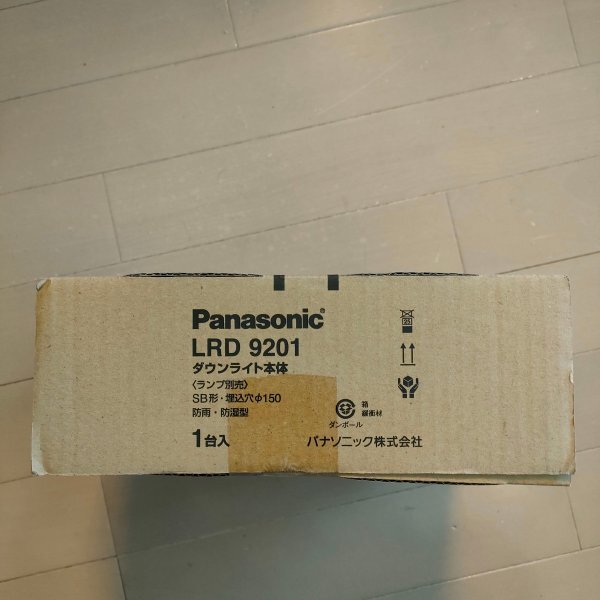 Panasonic®
LRD 9201
ダウンライト本体
〈ランプ別売〉
SB形・埋込穴φ150
防雨・防湿型
1台入
25
箱
緩衝材
ダンボール
パナソニック株式会社